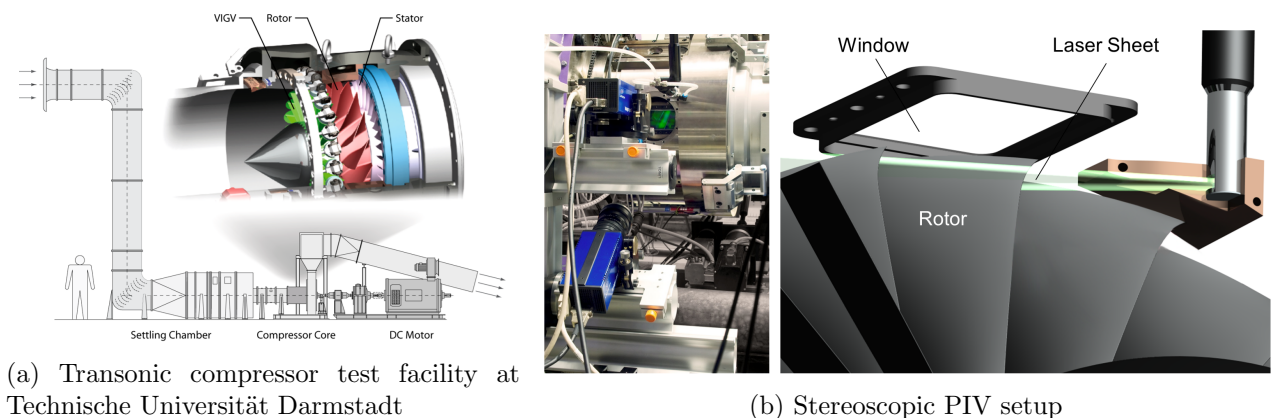 VIGV Rotor Stator
Settling Chamber Compressor Core DC Motor
(a) Transonic compressor test facility at
Technische Universität Darmstadt
Window Laser Sheet
Rotor
(b) Stereoscopic PIV setup